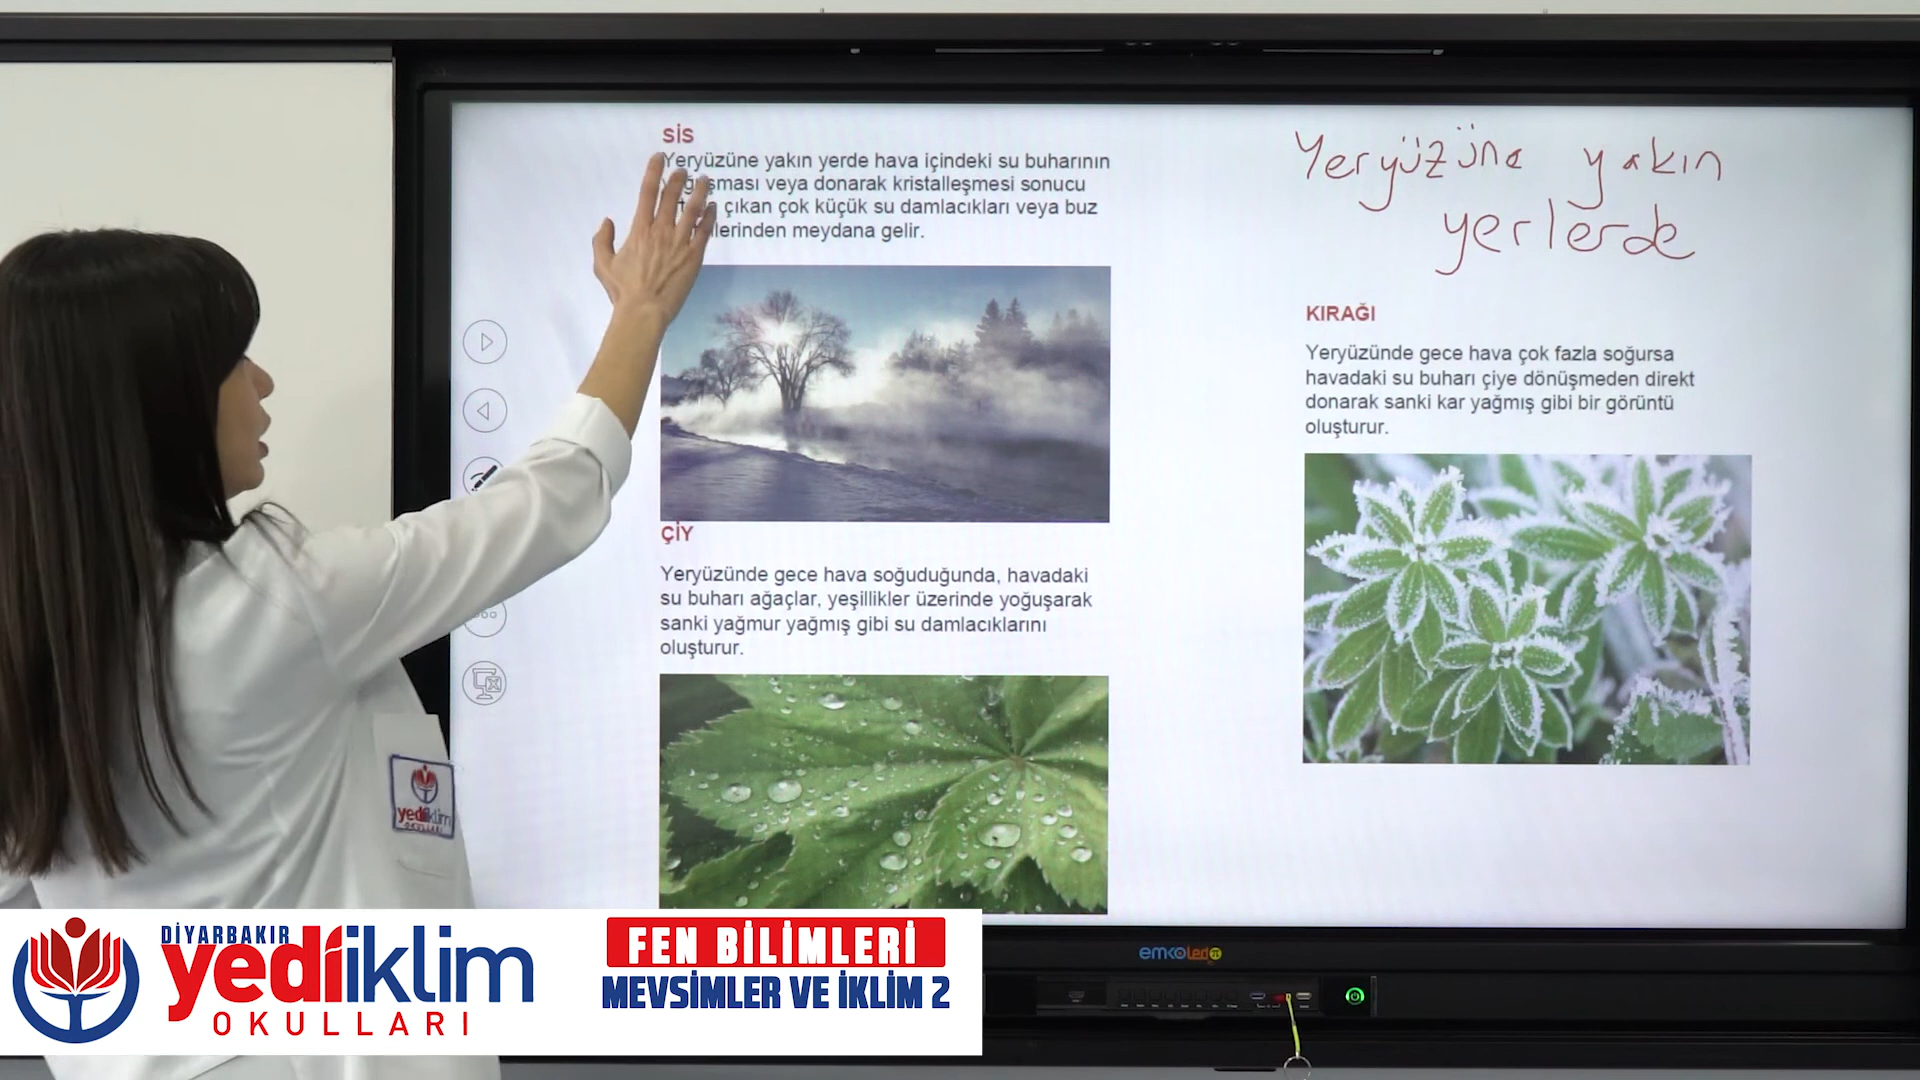 SİS
Yeryüzüne yakın yerde hava içindeki su buharının
veya donarak kristalleşmesi sonucu
çıkan çok küçük su damlacıkları veya buz
meydana gelir.
ÇİY
Yeryüzünde gece hava soğuduğunda, havadaki
su buharı ağaçlar, yeşillikler üzerinde yoğuşarak
sanki yağmur yağmış gibi su damlacıklarını
oluşturur.
Yeryüzüne yakın
yerlerde
KIRAĞI
Yeryüzünde gece hava çok fazla soğursa
havadaki su buharı çiye dönüşmeden direkt
donarak sanki kar yağmış gibi bir görüntü
oluşturur.
yediiklim
OKULLARI
emkoled
DİYARBAKIR
yediiklim
OKULLARI
FEN BİLİMLERİ
MEVSİMLER VE İKLİM 2